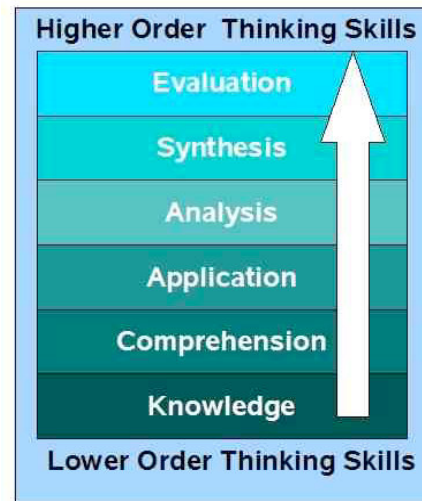 Higher Order Thinking Skills
Evaluation
Synthesis
Analysis
Application
Comprehension
Knowledge
Lower Order Thinking Skills